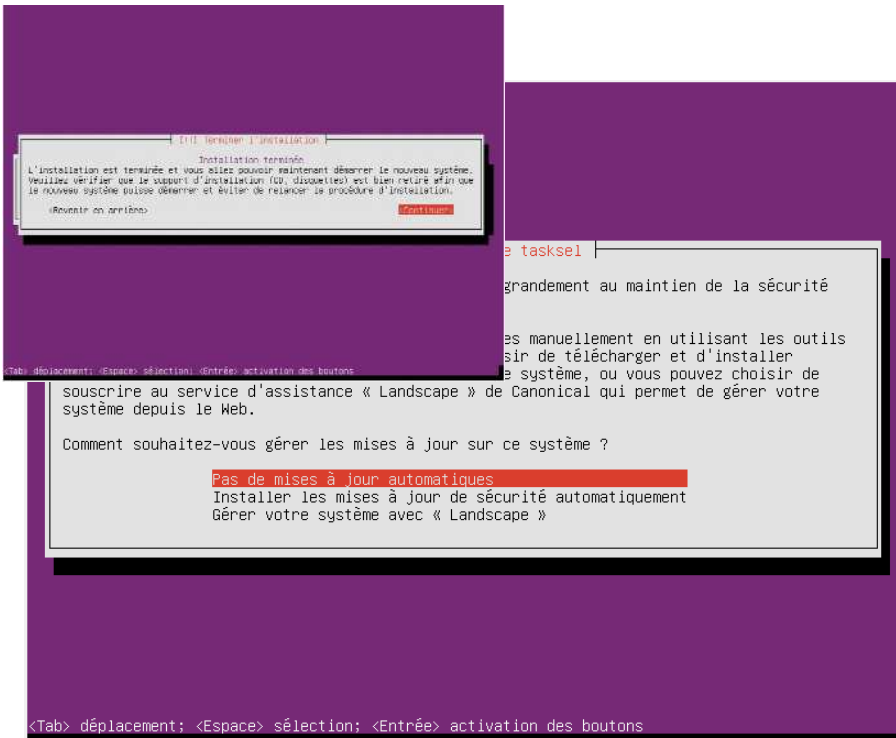 [!!] Terminer l'installation
Installation terminée
L'installation est terminée et vous allez pouvoir maintenant démarrer le nouveau système.
Veuillez vérifier que le support d'installation (CD, disquettes) est bien retiré afin que
le nouveau système puisse démarrer et éviter de relancer la procédure d'installation.
<Revenir en arrière> <Continuer>
<Tab> déplacement; <Espace> sélection; <Entrée> activation des boutons
e tasksel
grandement au maintien de la sécurité
es manuellement en utilisant les outils
sir de télécharger et d'installer
e système, ou vous pouvez choisir de
souscrire au service d'assistance « Landscape » de Canonical qui permet de gérer votre
système depuis le Web.
Comment souhaitez-vous gérer les mises à jour sur ce système ?
Pas de mises à jour automatiques
Installer les mises à jour de sécurité automatiquement
Gérer votre système avec « Landscape »
<Tab> déplacement; <Espace> sélection; <Entrée> activation des boutons